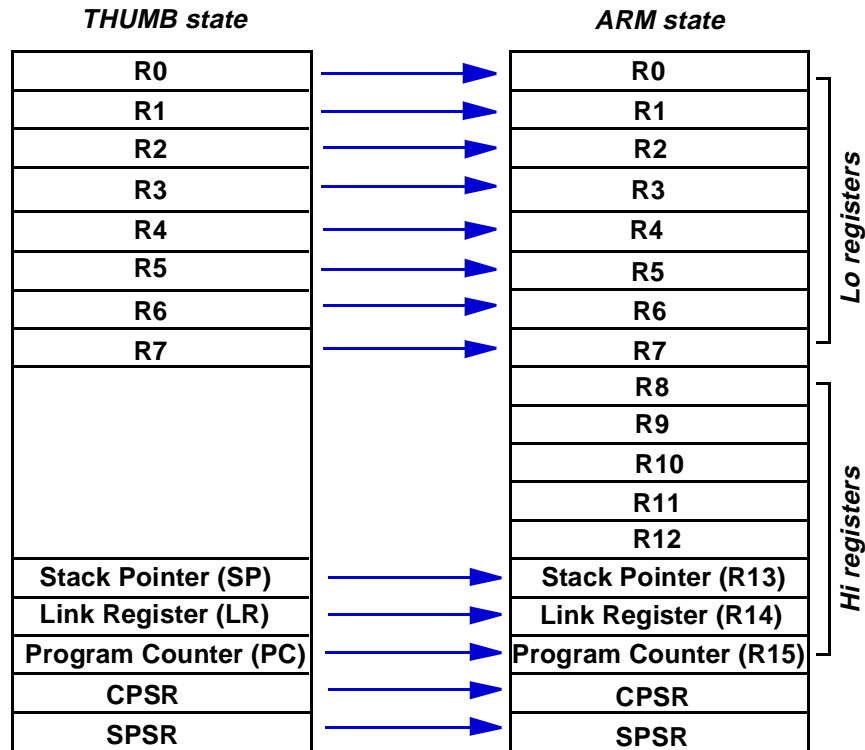 THUMB state
ARM state
R0
R0
R1
R1
R2
R2
R3
R3
R4
R4
R5
R5
R6
R6
R7
R7
Lo registers
R8
R9
R10
R11
R12
Stack Pointer (SP)
Stack Pointer (R13)
Link Register (LR)
Link Register (R14)
Program Counter (PC)
Program Counter (R15)
Hi registers
CPSR
CPSR
SPSR
SPSR